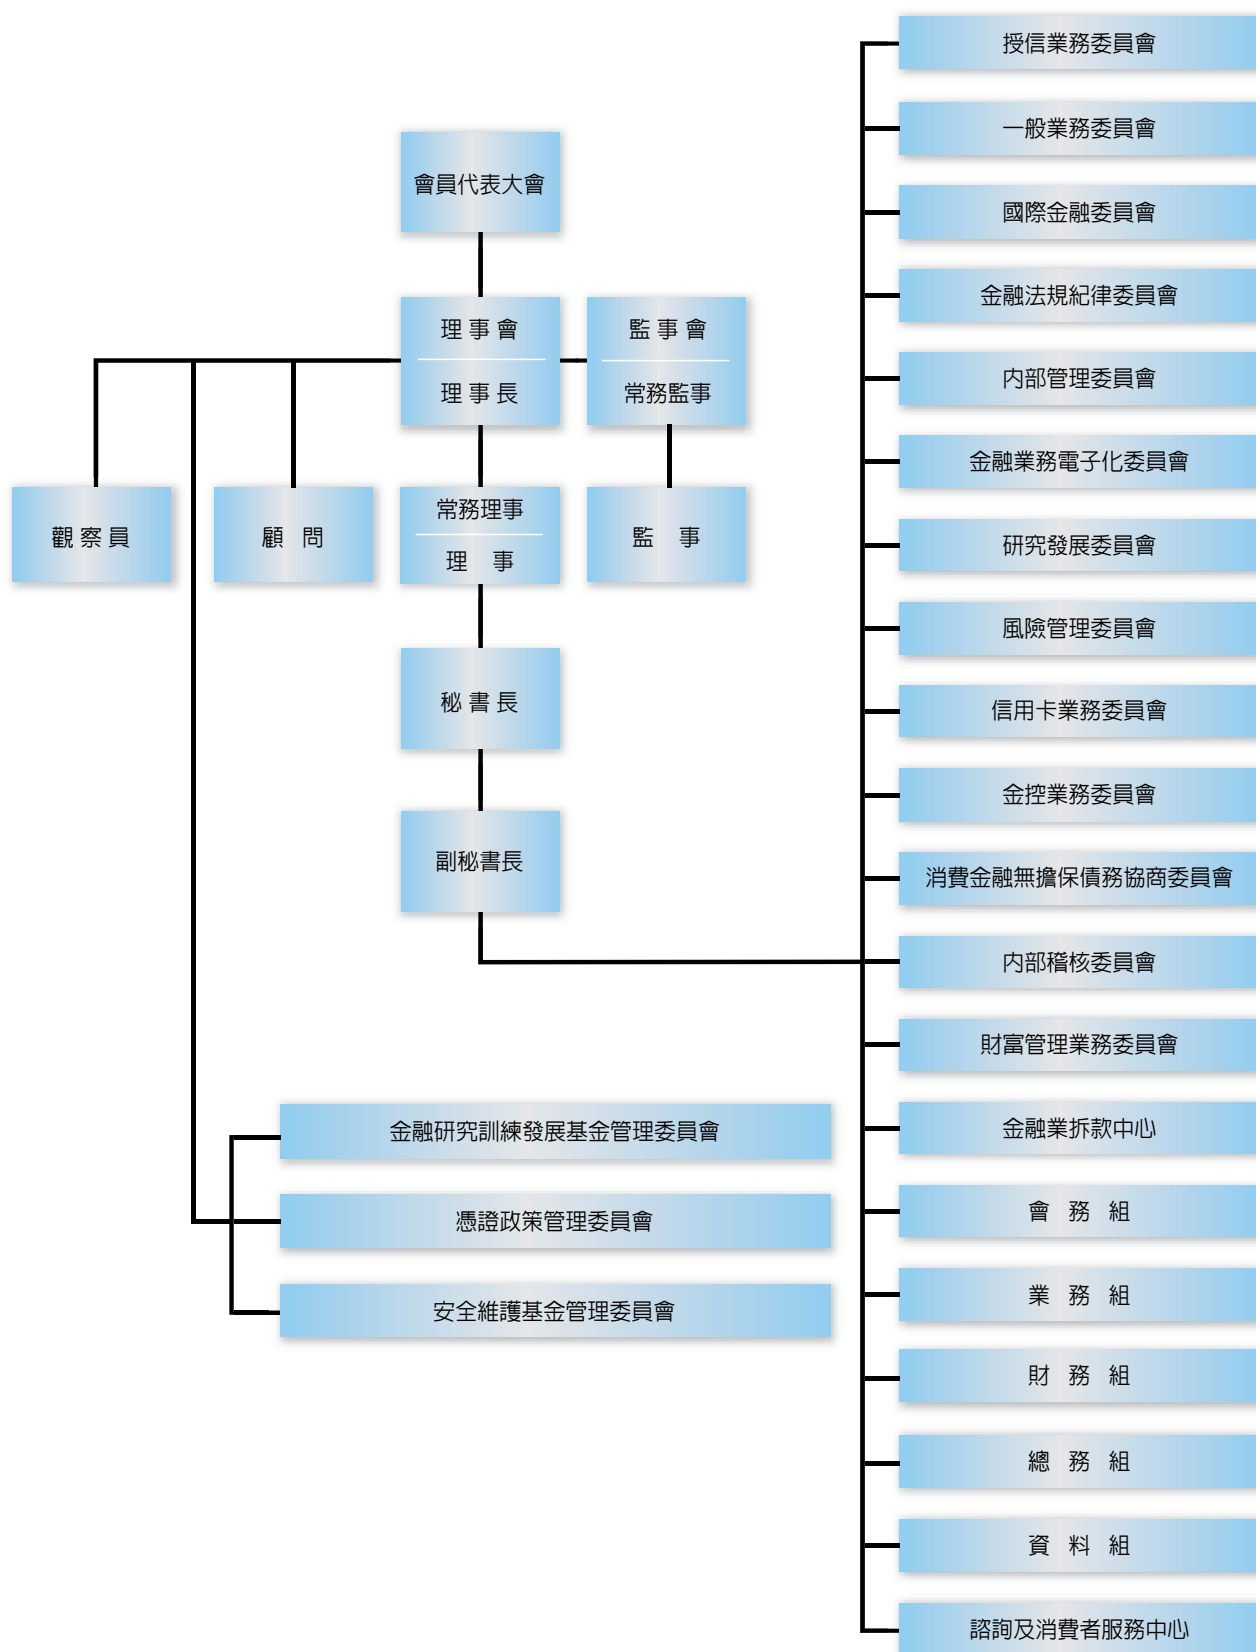 會員代表大會
理事會
理事長
監事會
常務監事
觀察員
顧問
常務理事
理事
監事
秘書長
副秘書長
金融研究訓練發展基金管理委員會
憑證政策管理委員會
安全維護基金管理委員會
授信業務委員會
一般業務委員會
國際金融委員會
金融法規紀律委員會
內部管理委員會
金融業務電子化委員會
研究發展委員會
風險管理委員會
信用卡業務委員會
金控業務委員會
消費金融無擔保債務協商委員會
內部稽核委員會
財富管理業務委員會
金融業拆款中心
會務組
業務組
財務組
總務組
資料組
諮詢及消費者服務中心